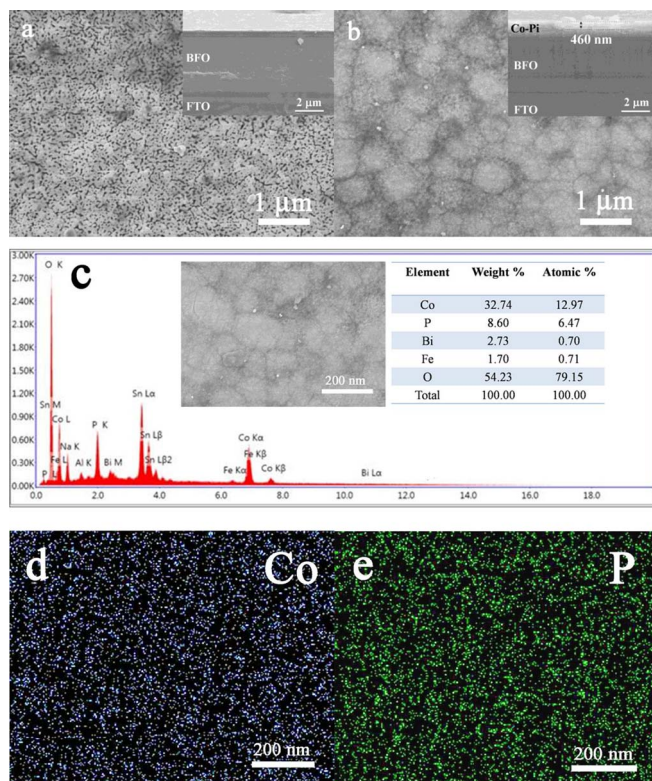 a
BFO
FTO
2 μm
1 μm
b
Co-Pi
460 nm
BFO
FTO
2 μm
1 μm
c
3.00K
2.70K
2.40K
2.10K
1.80K
1.50K
1.20K
0.90K
0.60K
0.30K
0.00K
O K
Sn M
Co L
Fe L
Na K
P L
Al K
P K
Bi M
Sn Lα
Sn Lβ
Sn Lβ2
Fe Kα
Co Kα
Fe Kβ
Co Kβ
Bi Lα
0.0 2.0 4.0 6.0 8.0 10.0 12.0 14.0 16.0 18.0
200 nm
Element Weight % Atomic %
Co 32.74 12.97
P 8.60 6.47
Bi 2.73 0.70
Fe 1.70 0.71
O 54.23 79.15
Total 100.00 100.00
d Co
200 nm
e P
200 nm